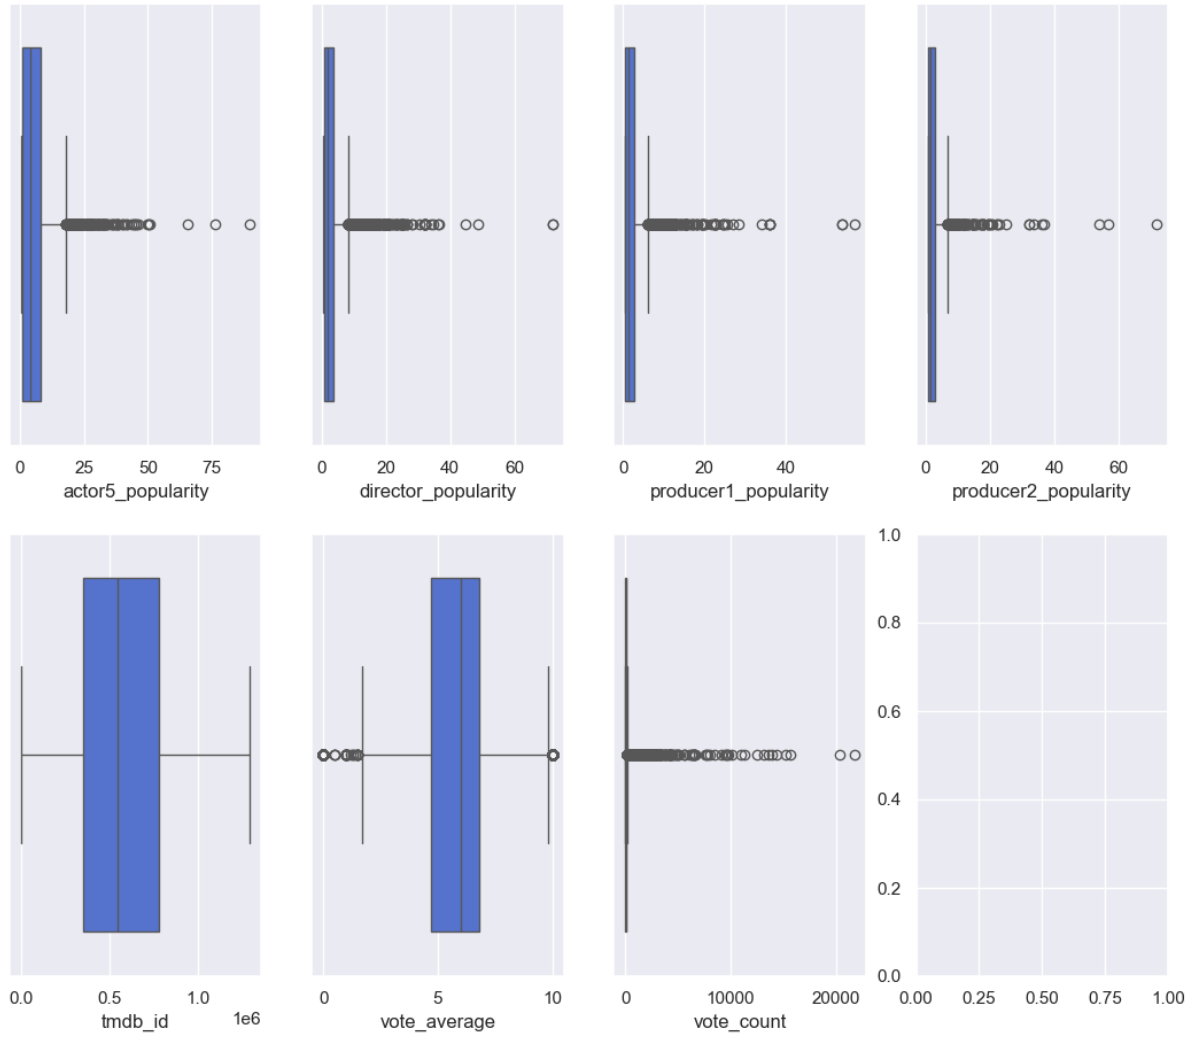 0 25 50 75
actor5_popularity
0 20 40 60
director_popularity
0 20 40
producer1_popularity
0 20 40 60
producer2_popularity
0.0 0.5 1.0
1e6
tmdb_id
0 5 10
vote_average
0 10000 20000
vote_count
1.0
0.8
0.6
0.4
0.2
0.0
0.00 0.25 0.50 0.75 1.00